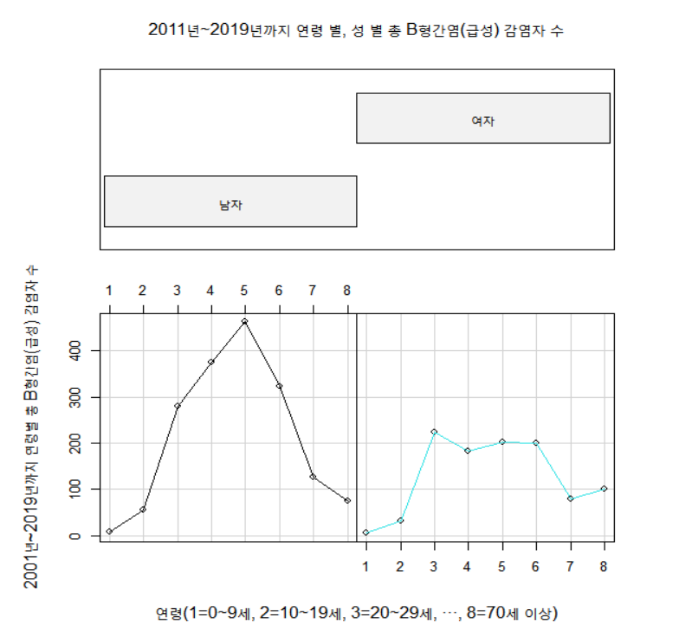 2011년~2019년까지 연령 별, 성 별 총 B형간염(급성) 감염자 수
여자
남자
2001년~2019년까지 연령별 총 B형간염(급성) 감염자 수
1 2 3 4 5 6 7 8
400
300
200
100
0
1 2 3 4 5 6 7 8
연령(1=0~9세, 2=10~19세, 3=20~29세, ⋯, 8=70세 이상)